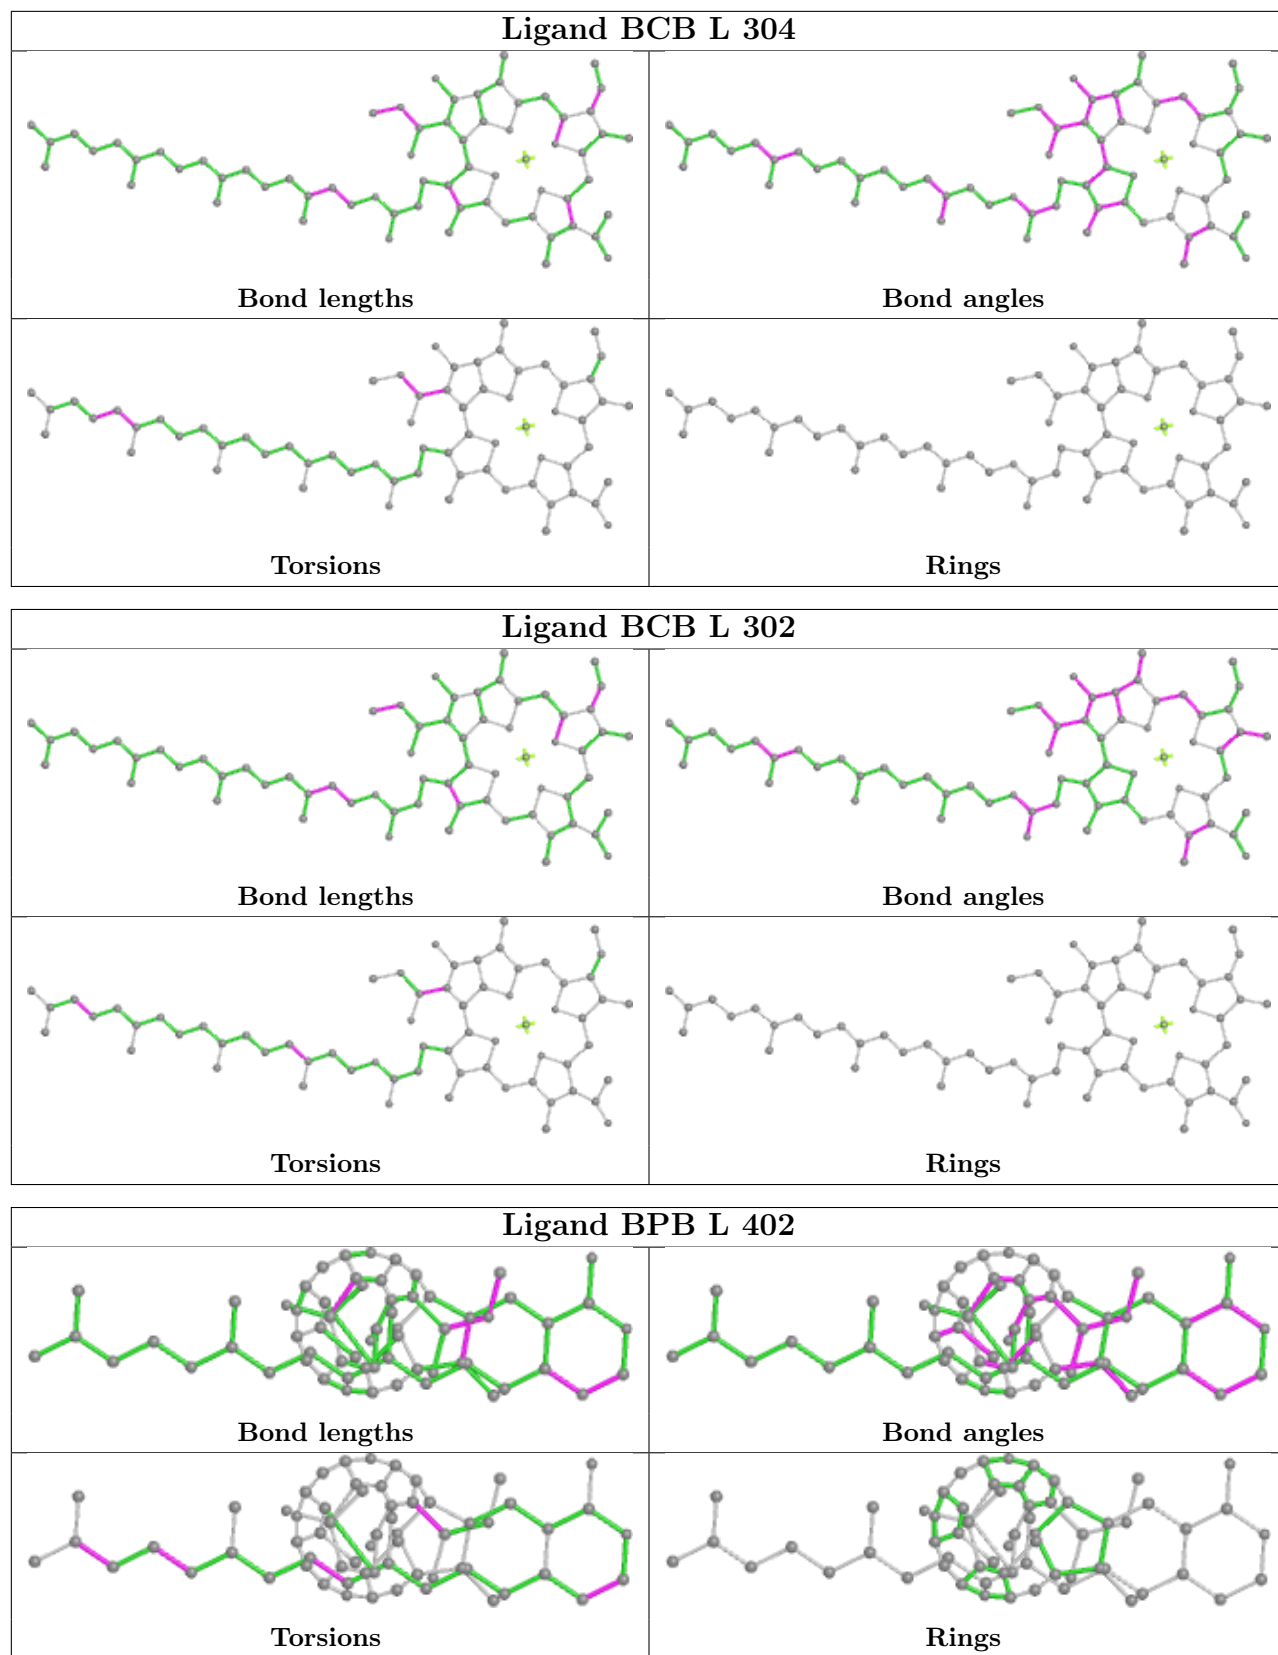 Ligand BCB L 304
Bond lengths
Bond angles
Torsions
Rings
Ligand BCB L 302
Bond lengths
Bond angles
Torsions
Rings
Ligand BPB L 402
Bond lengths
Bond angles
Torsions
Rings